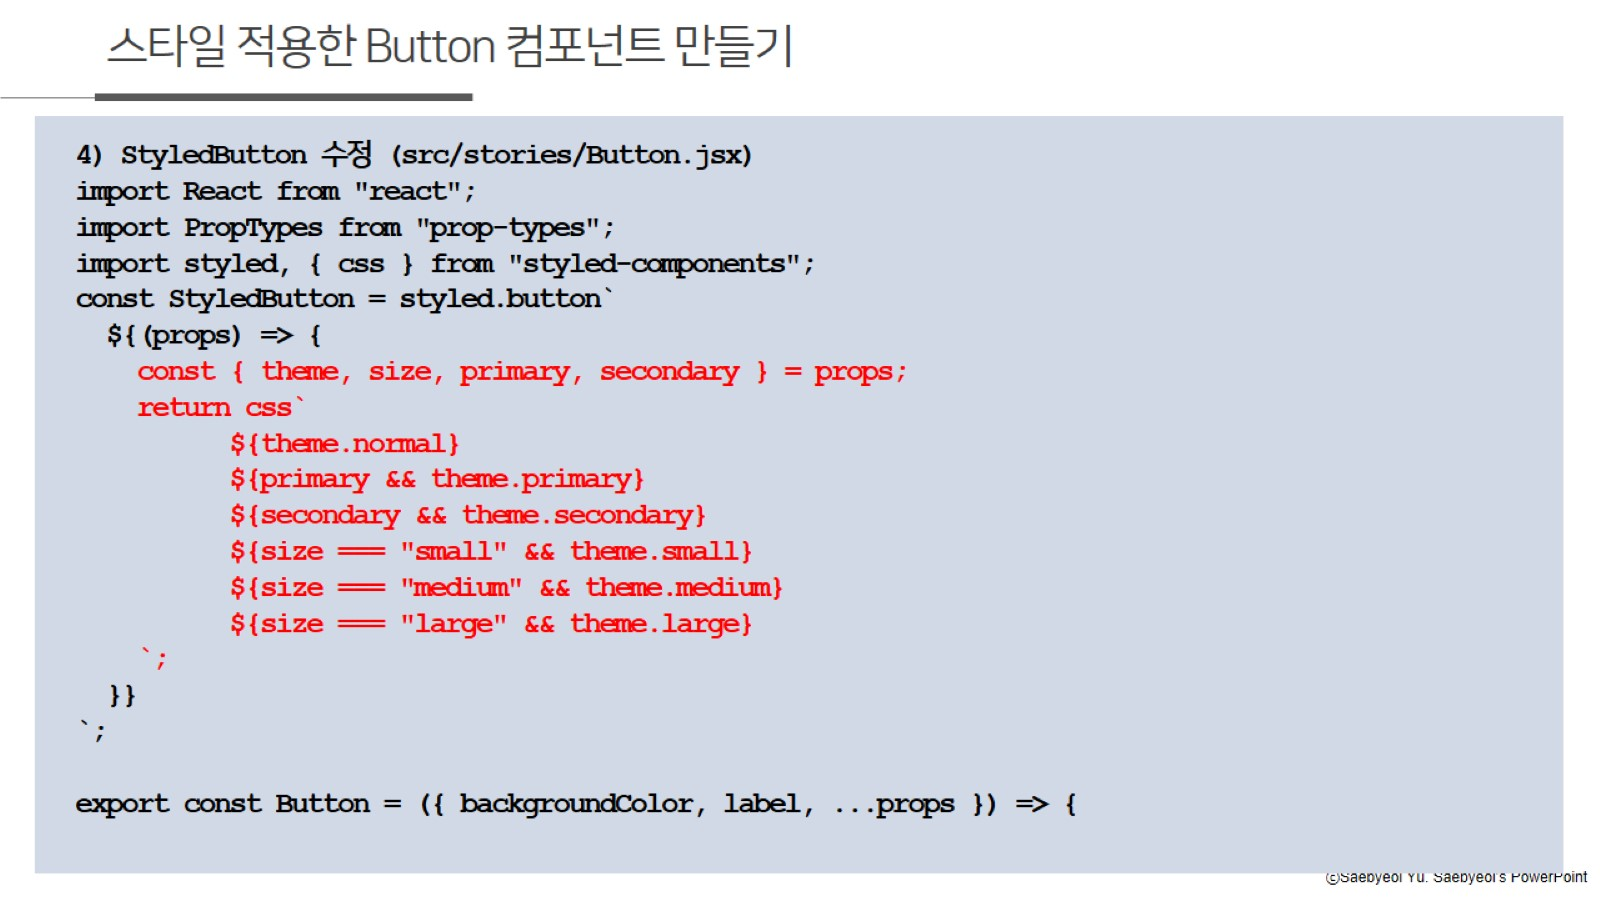 스타일 적용한 Button 컴포넌트 만들기
4) StyledButton 수정 (src/stories/Button.jsx)
import React from "react";
import PropTypes from "prop-types";
import styled, { css } from "styled-components";
const StyledButton = styled.button`
  ${(props) => {
    const { theme, size, primary, secondary } = props;
    return css`
          ${theme.normal}
          ${primary && theme.primary}
          ${secondary && theme.secondary}
          ${size === "small" && theme.small}
          ${size === "medium" && theme.medium}
          ${size === "large" && theme.large}
    `;
  }}
`;
export const Button = ({ backgroundColor, label, ...props }) => {
ⓒSaebyeol Yu. Saebyeol's PowerPoint